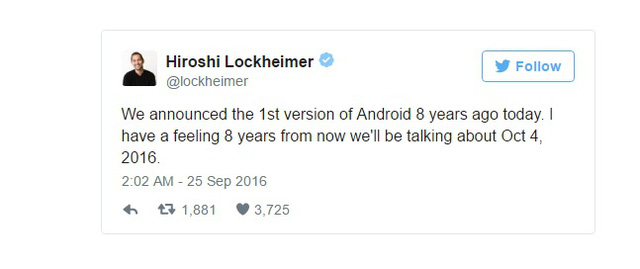 Hiroshi Lockheimer
@lockheimer
Follow
We announced the 1st version of Android 8 years ago today. I
have a feeling 8 years from now we'll be talking about Oct 4,
2016.
2:02 AM - 25 Sep 2016
1,881 3,725